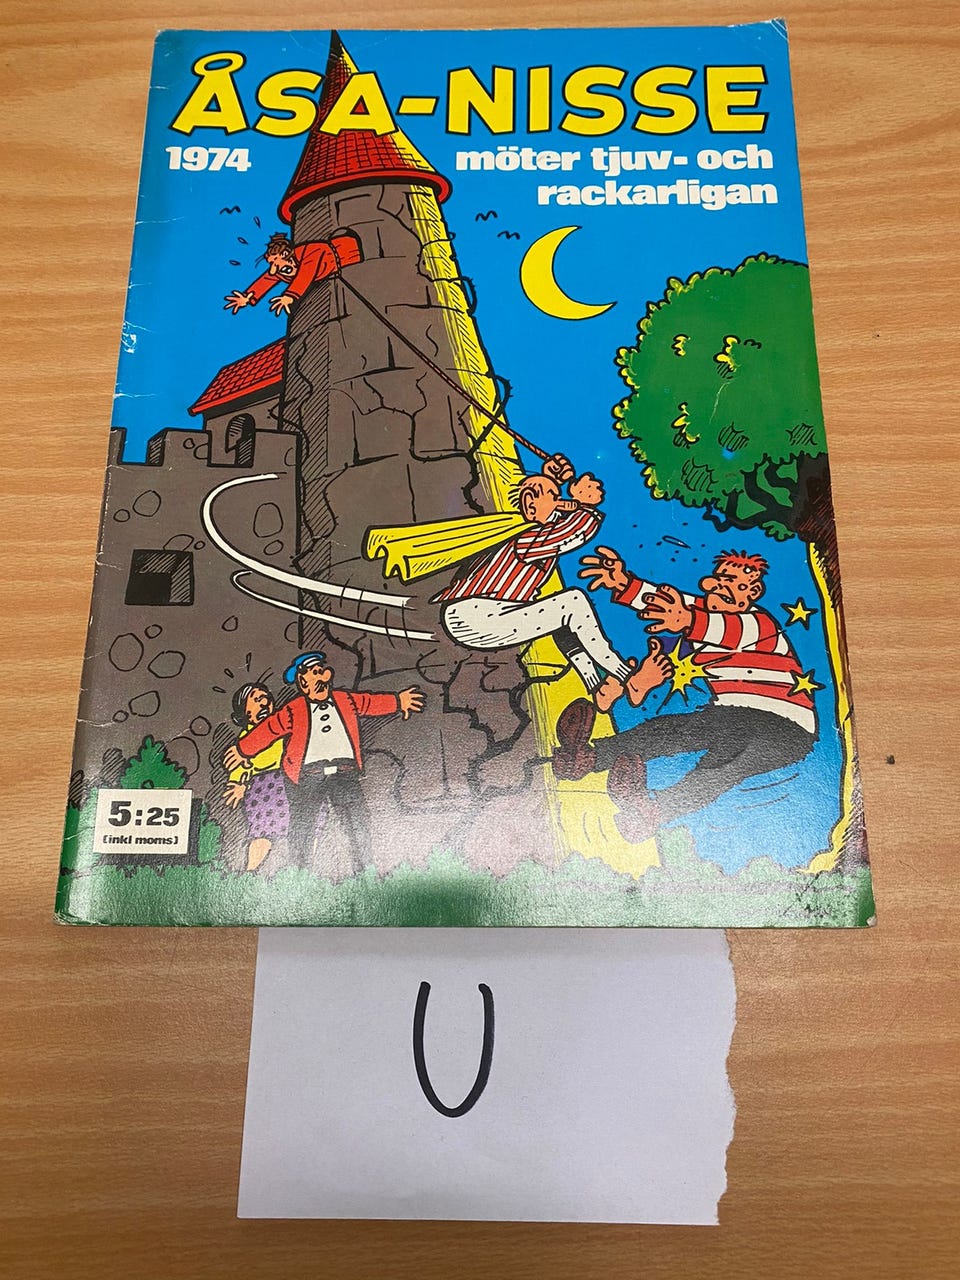 ÅSA-NISSE
1974
möter tjuv- och
rackarligan
5:25
(inkl moms)
U